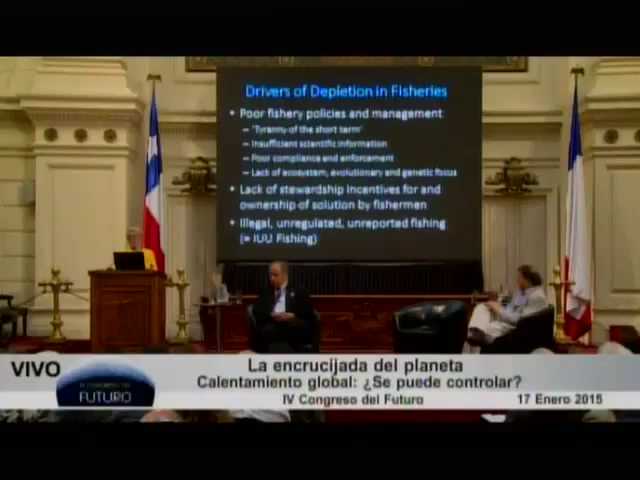 Drivers of Depletion in Fisheries
• Poor fishery policies and management
– 'Tyranny of the short term'
– Insufficient scientific information
– Poor compliance and enforcement
– Lack of ecosystem, evolutionary and genetic focus
• Lack of stewardship incentives for and
ownership of solution by fishermen
• Illegal, unregulated, unreported fishing
(= IUU Fishing)
VIVO
FUTURO
La encrucijada del planeta
Calentamiento global: ¿Se puede controlar?
IV Congreso del Futuro
17 Enero 2015